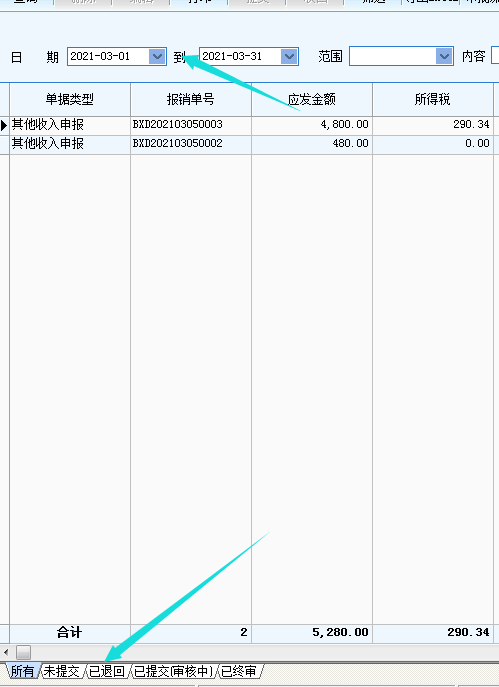 日 期 2021-03-01 到 2021-03-31 范围 内容
单据类型 报销单号 应发金额 所得税
其他收入申报 BXD202103050003 4,800.00 290.34
其他收入申报 BXD202103050002 480.00 0.00
合计 2 5,280.00 290.34
所有 未提交 已退回 已提交(审核中) 已终审